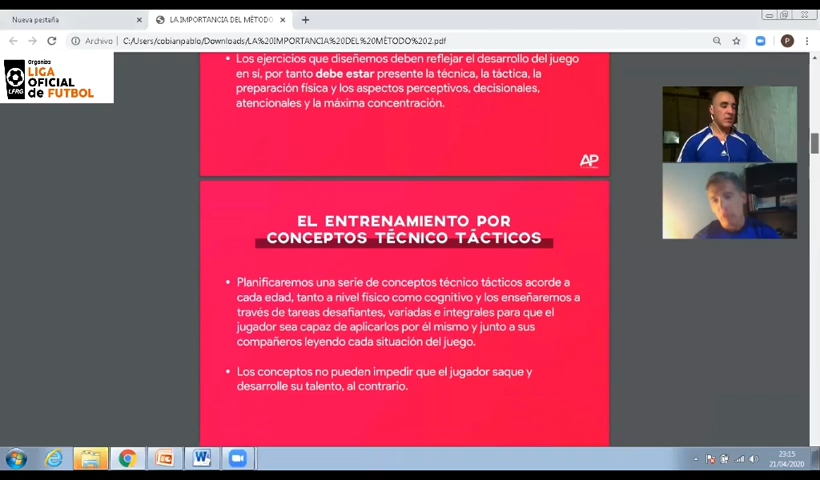 Nueva pestaña
LA IMPORTANCIA DEL MÉTODO
Archivo
C:/Users/cobianpablo/Downloads/LA%20IMPORTANCIA%20DEL%20MÉTODO%202.pdf
P
Organiza
LIGA
OFICIAL
de FUTBOL
LFRG
Los ejercicios que diseñemos deben reflejar el desarrollo del juego
en sí, por tanto debe estar presente la técnica, la táctica, la
preparación física y los aspectos perceptivos, decisionales,
atencionales y la máxima concentración.
AP
EL ENTRENAMIENTO POR
CONCEPTOS TÉCNICO TÁCTICOS
Planificaremos una serie de conceptos técnico tácticos acorde a
cada edad, tanto a nivel físico como cognitivo y los enseñaremos a
través de tareas desafiantes, variadas e integrales para que el
jugador sea capaz de aplicarlos por él mismo y junto a sus
compañeros leyendo cada situación del juego.
Los conceptos no pueden impedir que el jugador saque y
desarrolle su talento, al contrario.
23:15
21/04/2020